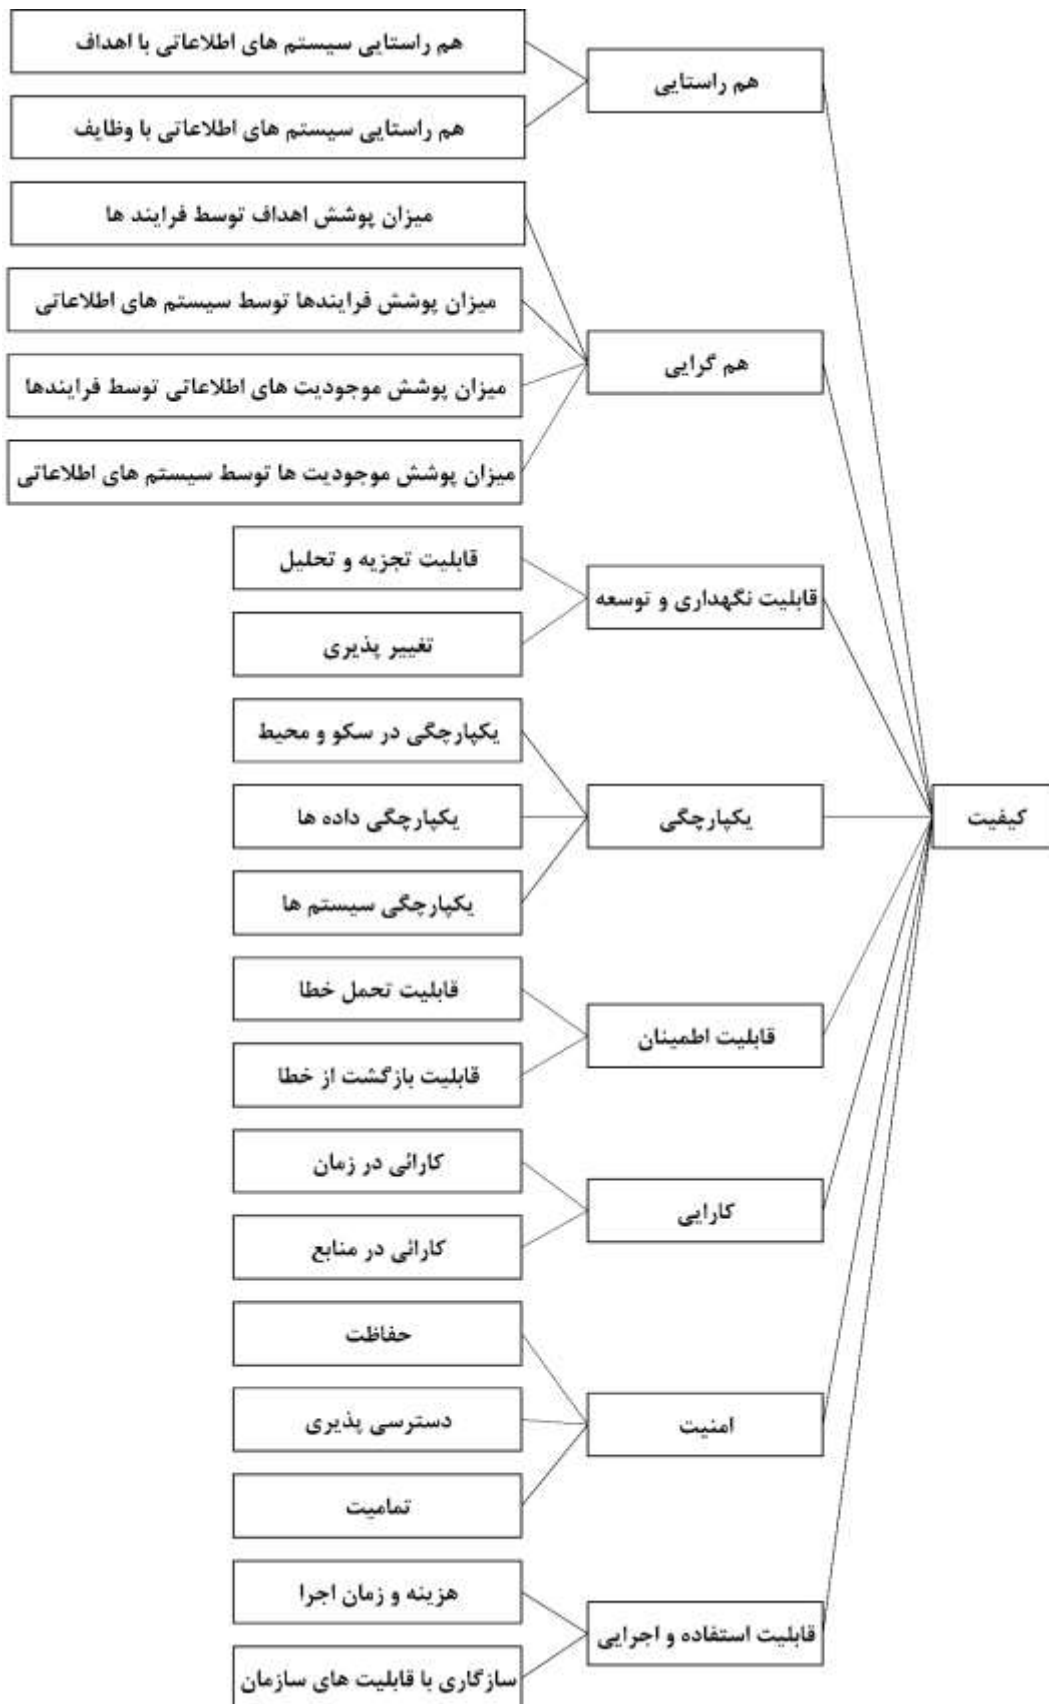 کیفیت
هم راستایی
هم راستایی سیستم های اطلاعاتی با اهداف
هم راستایی سیستم های اطلاعاتی با وظایف
هم گرایی
میزان پوشش اهداف توسط فرایند ها
میزان پوشش فرایندها توسط سیستم های اطلاعاتی
میزان پوشش موجودیت های اطلاعاتی توسط فرایندها
میزان پوشش موجودیت ها توسط سیستم های اطلاعاتی
قابلیت نگهداری و توسعه
قابلیت تجزیه و تحلیل
تغییر پذیری
یکپارچگی
یکپارچگی در سکو و محیط
یکپارچگی داده ها
یکپارچگی سیستم ها
قابلیت اطمینان
قابلیت تحمل خطا
قابلیت بازگشت از خطا
کارایی
کارائی در زمان
کارائی در منابع
امنیت
حفاظت
دسترسی پذیری
تمامیت
قابلیت استفاده و اجرایی
هزینه و زمان اجرا
سازگاری با قابلیت های سازمان